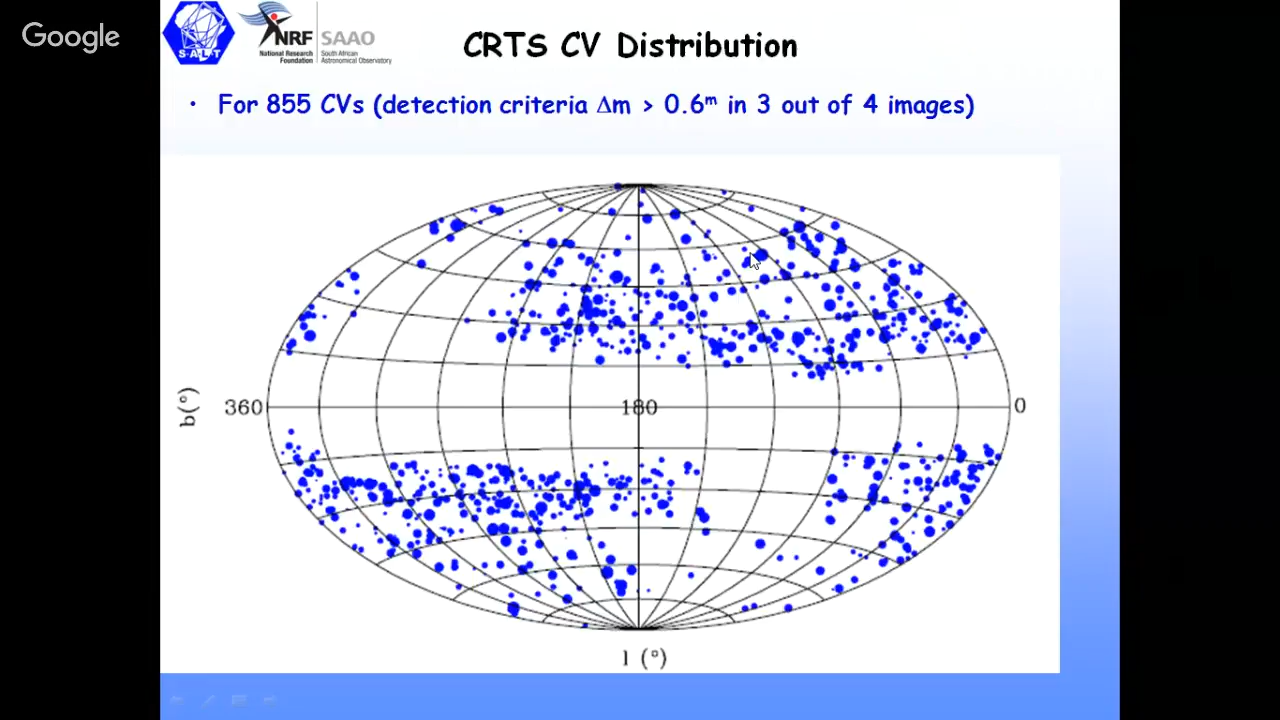 Google
SALT
NRF SAAO
National Research Foundation
South African Astronomical Observatory
CRTS CV Distribution
• For 855 CVs (detection criteria Δm > 0.6ᵐ in 3 out of 4 images)
b(°)
360
180
0
l (°)